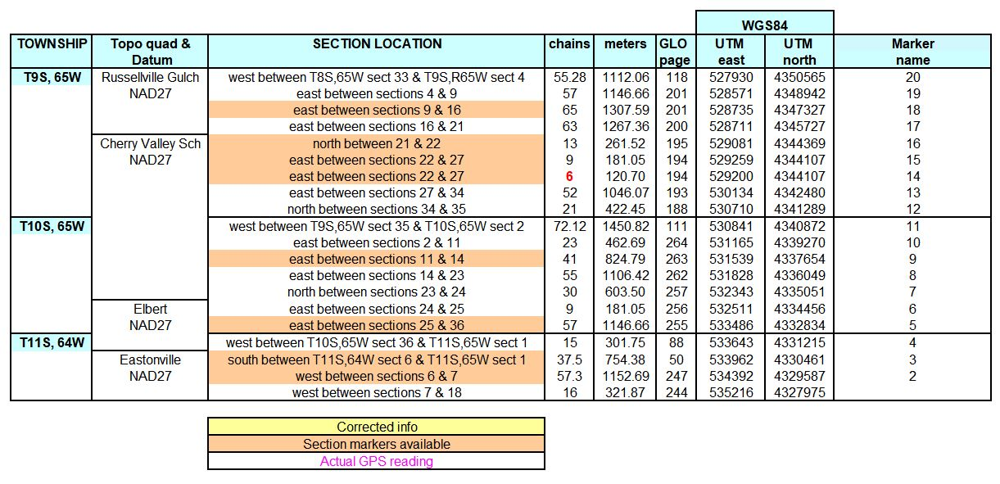 WGS84
TOWNSHIP Topo quad & Datum SECTION LOCATION chains meters GLO page UTM east UTM north Marker name
T9S, 65W Russellville Gulch west between T8S,65W sect 33 & T9S,R65W sect 4 55.28 1112.06 118 527930 4350565 20
NAD27 east between sections 4 & 9 57 1146.66 201 528571 4348942 19
east between sections 9 & 16 65 1307.59 201 528735 4347327 18
east between sections 16 & 21 63 1267.36 200 528711 4345727 17
Cherry Valley Sch north between 21 & 22 13 261.52 195 529081 4344369 16
NAD27 east between sections 22 & 27 9 181.05 194 529259 4344107 15
east between sections 22 & 27 6 120.70 194 529200 4344107 14
east between sections 27 & 34 52 1046.07 193 530134 4342480 13
north between sections 34 & 35 21 422.45 188 530710 4341289 12
T10S, 65W west between T9S,65W sect 35 & T10S,65W sect 2 72.12 1450.82 111 530841 4340872 11
east between sections 2 & 11 23 462.69 264 531165 4339270 10
east between sections 11 & 14 41 824.79 263 531539 4337654 9
east between sections 14 & 23 55 1106.42 262 531828 4336049 8
north between sections 23 & 24 30 603.50 257 532343 4335051 7
Elbert east between sections 24 & 25 9 181.05 256 532511 4334456 6
NAD27 east between sections 25 & 36 57 1146.66 255 533486 4332834 5
T11S, 64W west between T10S,65W sect 36 & T11S,65W sect 1 15 301.75 88 533643 4331215 4
Eastonville south between T11S,64W sect 6 & T11S,65W sect 1 37.5 754.38 50 533962 4330461 3
NAD27 west between sections 6 & 7 57.3 1152.69 247 534392 4329587 2
west between sections 7 & 18 16 321.87 244 535216 4327975
Corrected info
Section markers available
Actual GPS reading